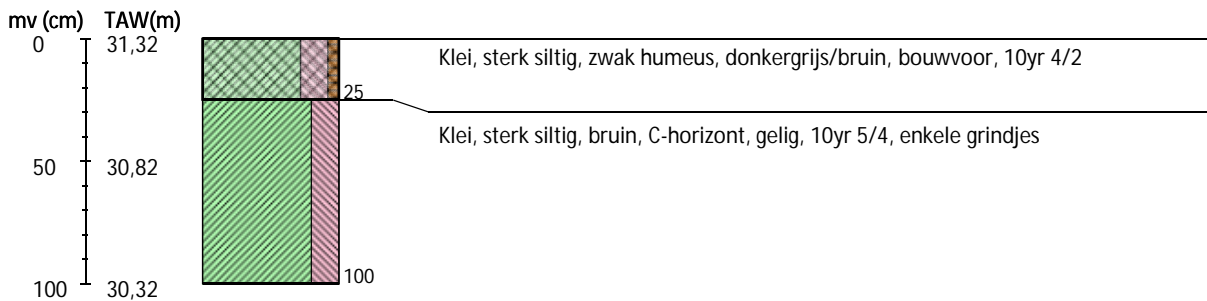 mv (cm) TAW(m)
0 31,32
Klei, sterk siltig, zwak humeus, donkergrijs/bruin, bouwvoor, 10yr 4/2
25
Klei, sterk siltig, bruin, C-horizont, gelig, 10yr 5/4, enkele grindjes
50 30,82
100
100 30,32